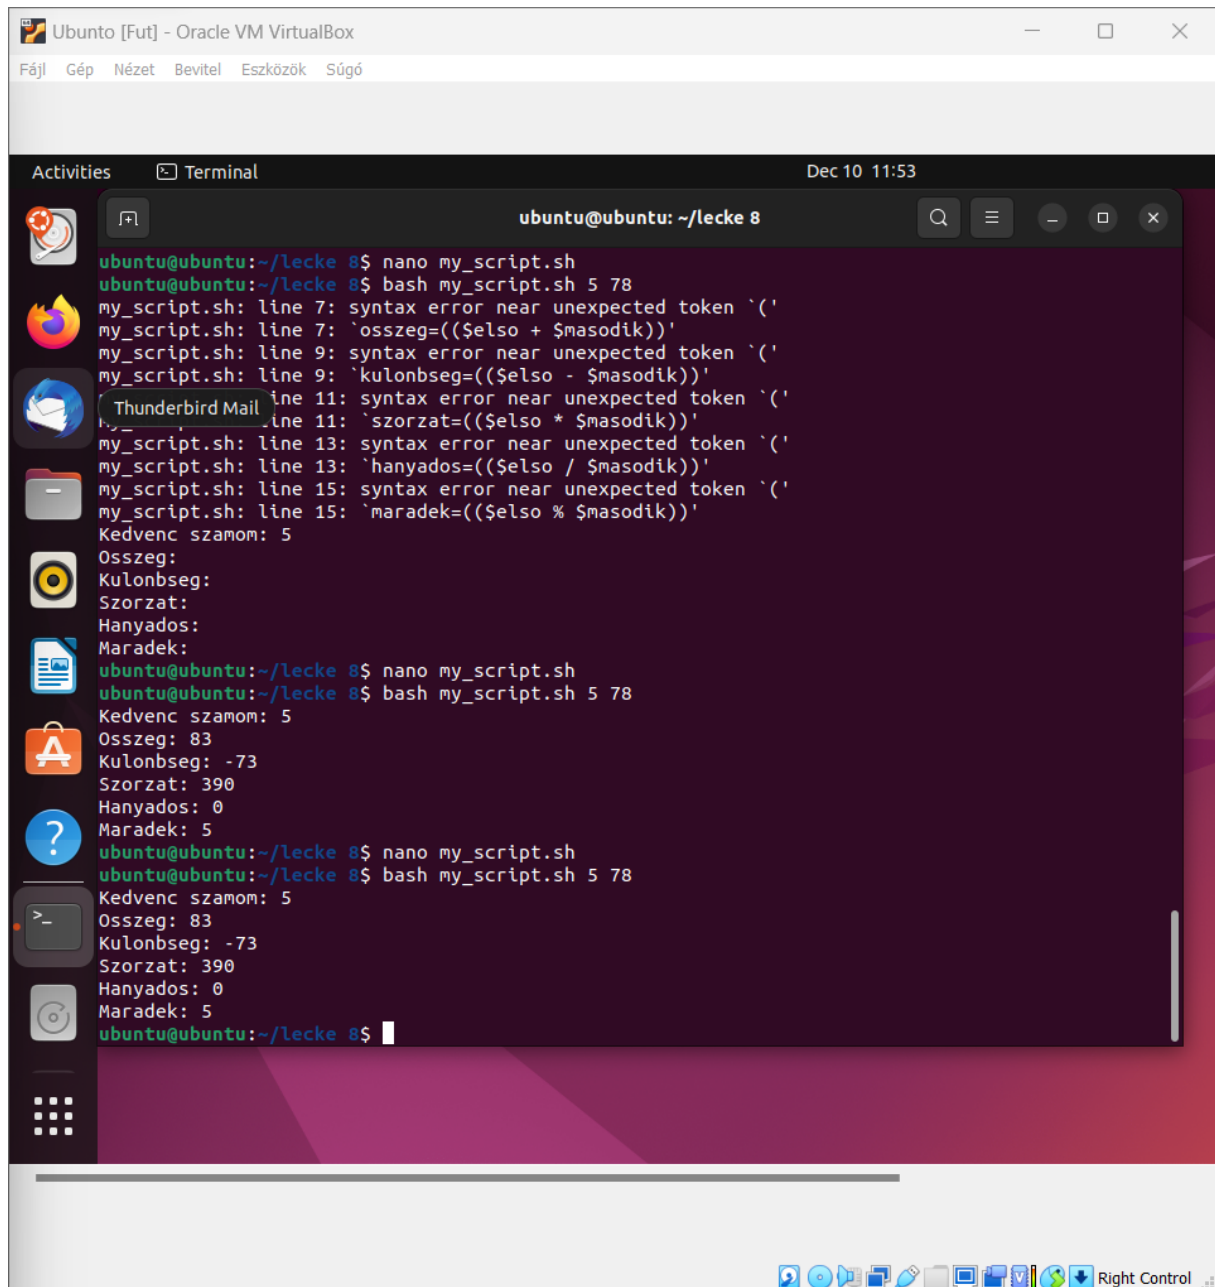 Ubunto [Fut] - Oracle VM VirtualBox
Fájl Gép Nézet Bevitel Eszközök Súgó
Activities Terminal Dec 10 11:53
ubuntu@ubuntu: ~/lecke 8
ubuntu@ubuntu:~/lecke 8$ nano my_script.sh
ubuntu@ubuntu:~/lecke 8$ bash my_script.sh 5 78
my_script.sh: line 7: syntax error near unexpected token `('
my_script.sh: line 7: `osszeg=(($elso + $masodik))'
my_script.sh: line 9: syntax error near unexpected token `('
my_script.sh: line 9: `kulonbseg=(($elso - $masodik))'
ine 11: syntax error near unexpected token `('
Thunderbird Mail
ine 11: `szorzat=(($elso * $masodik))'
my_script.sh: line 13: syntax error near unexpected token `('
my_script.sh: line 13: `hanyados=(($elso / $masodik))'
my_script.sh: line 15: syntax error near unexpected token `('
my_script.sh: line 15: `maradek=(($elso % $masodik))'
Kedvenc szamom: 5
Osszeg:
Kulonbseg:
Szorzat:
Hanyados:
Maradek:
ubuntu@ubuntu:~/lecke 8$ nano my_script.sh
ubuntu@ubuntu:~/lecke 8$ bash my_script.sh 5 78
Kedvenc szamom: 5
Osszeg: 83
Kulonbseg: -73
Szorzat: 390
Hanyados: 0
Maradek: 5
ubuntu@ubuntu:~/lecke 8$ nano my_script.sh
ubuntu@ubuntu:~/lecke 8$ bash my_script.sh 5 78
Kedvenc szamom: 5
Osszeg: 83
Kulonbseg: -73
Szorzat: 390
Hanyados: 0
Maradek: 5
ubuntu@ubuntu:~/lecke 8$
Right Control